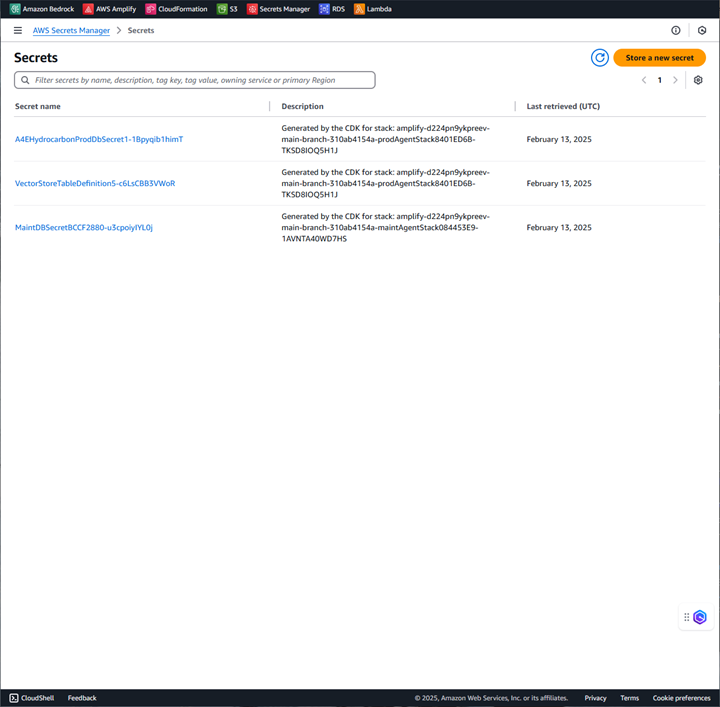 Amazon Bedrock AWS Amplify CloudFormation S3 Secrets Manager RDS Lambda
AWS Secrets Manager > Secrets
Secrets
Store a new secret
Filter secrets by name, description, tag key, tag value, owning service or primary Region
1
Secret name Description Last retrieved (UTC)
A4EHydrocarbonProdDbSecret1-1Bpyqib1himT
Generated by the CDK for stack: amplify-d224pn9ykpreev-
main-branch-310ab4154a-prodAgentStack8401ED6B-
TKSD8IOQ5H1J
February 13, 2025
VectorStoreTableDefinition5-c6LsCBB3VWoR
Generated by the CDK for stack: amplify-d224pn9ykpreev-
main-branch-310ab4154a-prodAgentStack8401ED6B-
TKSD8IOQ5H1J
February 13, 2025
MaintDBSecretBCCF2880-u3cpoiyIYL0j
Generated by the CDK for stack: amplify-d224pn9ykpreev-
main-branch-310ab4154a-maintAgentStack084453E9-
1AVNTA40WD7HS
February 13, 2025
CloudShell Feedback © 2025, Amazon Web Services, Inc. or its affiliates. Privacy Terms Cookie preferences